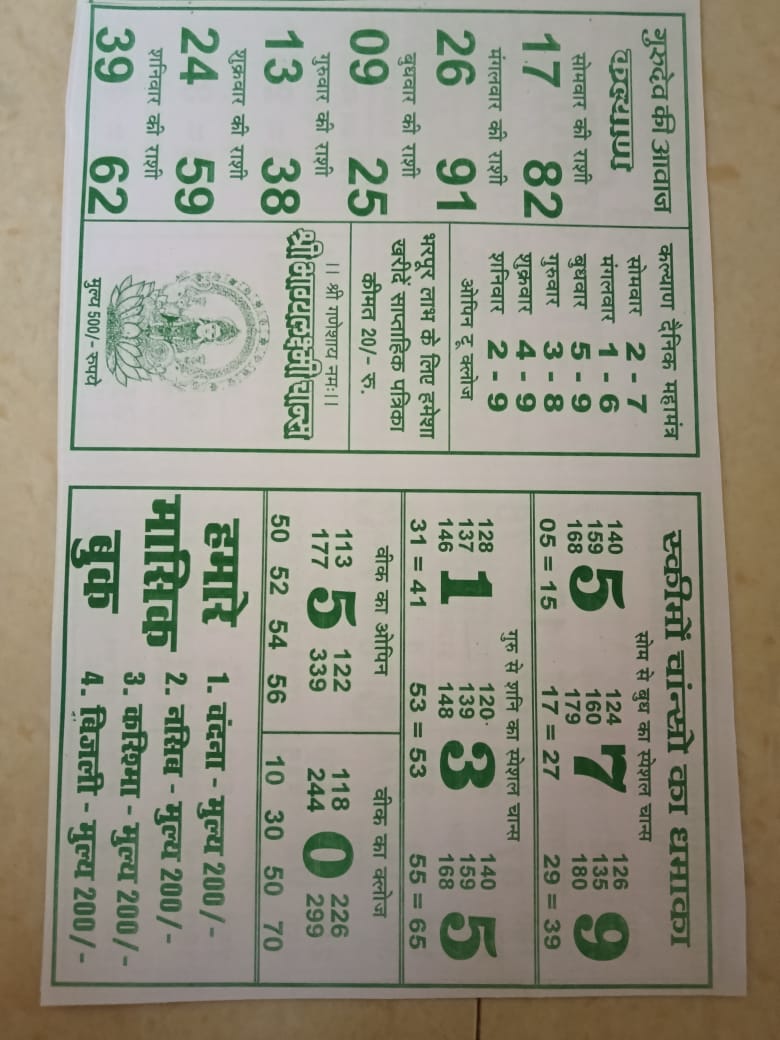 गुरुदेव की आवाज
कल्याण
सोमवार की राशी
17 82
मंगलवार की राशी
26 91
बुधवार की राशी
09 25
गुरुवार की राशी
13 38
शुक्रवार की राशी
24 59
शनिवार की राशी
39 62
कल्याण दैनिक महामंत्र
सोमवार 2 - 7
मंगलवार 1 - 6
बुधवार 5 - 9
गुरुवार 3 - 8
शुक्रवार 4 - 9
शनिवार 2 - 9
ओपिन टू क्लोज
भरपूर लाभ के लिए हमेशा
खरीदें साप्ताहिक पत्रिका
कीमत 20/- रु.
।। श्री गणेशाय नमः।।
श्री भाग्यलक्ष्मी चान्स
मुल्य 500/- रुपये
स्कीमों चांन्सो का धमाका
सोम से बुध का स्पेशल चान्स
140
159 5
168
05 = 15
124
160 7
179
17 = 27
126
135 9
180
29 = 39
गुरु से शनि का स्पेशल चान्स
128
137 1
146
31 = 41
120
139 3
148
53 = 53
140
159 5
168
55 = 65
वीक का ओपिन
113 5 122
177 339
50 52 54 56
वीक का क्लोज
118 0 226
244 299
10 30 50 70
हमारे
मासिक
बुक
1. वंदना - मुल्य 200/-
2. नसिव - मुल्य 200/-
3. करिश्मा - मुल्य 200/-
4. बिजली - मुल्य 200/-